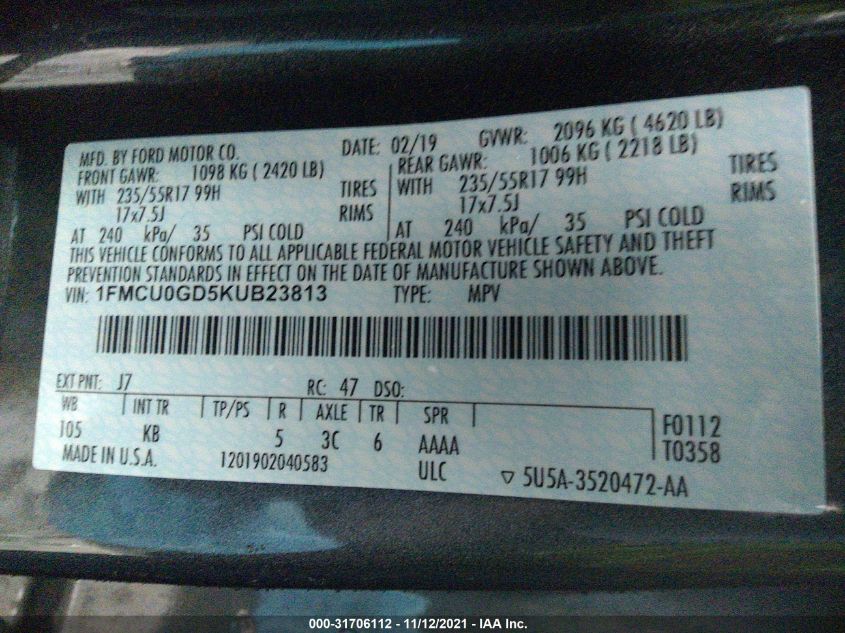 MFD. BY FORD MOTOR CO. DATE: 02/19 GVWR: 2096 KG ( 4620 LB)
FRONT GAWR: 1098 KG ( 2420 LB) REAR GAWR: 1006 KG ( 2218 LB)
WITH 235/55R17 99H TIRES WITH 235/55R17 99H TIRES
17x7.5J RIMS 17x7.5J RIMS
AT 240 kPa/ 35 PSI COLD AT 240 kPa/ 35 PSI COLD
THIS VEHICLE CONFORMS TO ALL APPLICABLE FEDERAL MOTOR VEHICLE SAFETY AND THEFT
PREVENTION STANDARDS IN EFFECT ON THE DATE OF MANUFACTURE SHOWN ABOVE.
VIN: 1FMCU0GD5KUB23813 TYPE: MPV
EXT PNT: J7 RC: 47 DSO:
WB INT TR TP/PS R AXLE TR SPR F0112
105 KB 5 3C 6 AAAA T0358
MADE IN U.S.A. 1201902040583 ULC ▽ 5U5A-3520472-AA
000-31706112 - 11/12/2021 - IAA Inc.